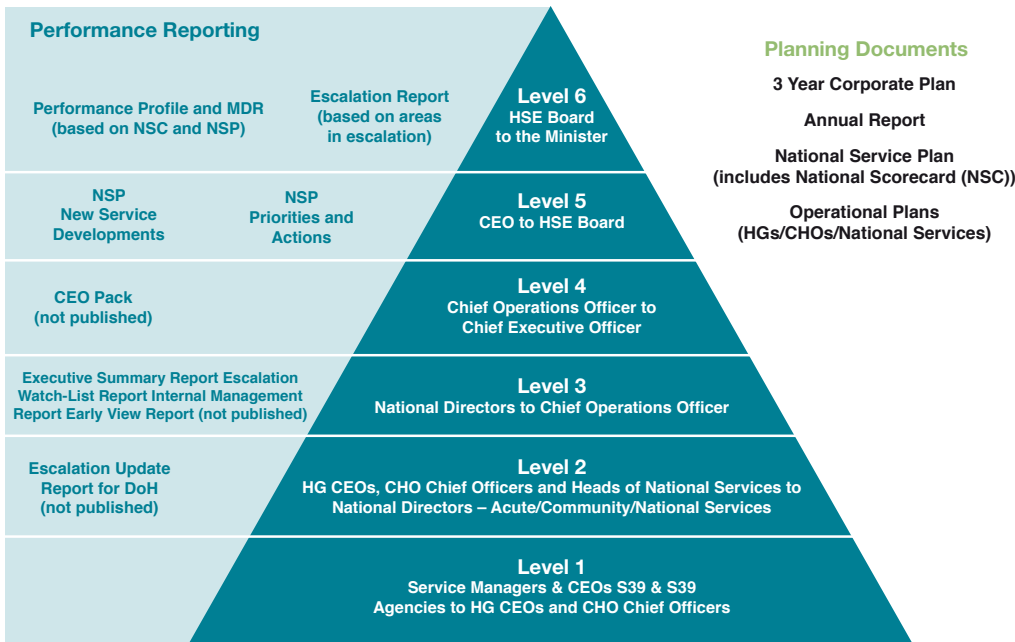 Performance Reporting
Performance Profile and MDR
(based on NSC and NSP)
Escalation Report
(based on areas
in escalation)
Level 6
HSE Board
to the Minister
NSP
New Service
Developments
NSP
Priorities and
Actions
Level 5
CEO to HSE Board
CEO Pack
(not published)
Level 4
Chief Operations Officer to
Chief Executive Officer
Executive Summary Report Escalation
Watch-List Report Internal Management
Report Early View Report (not published)
Level 3
National Directors to Chief Operations Officer
Escalation Update
Report for DoH
(not published)
Level 2
HG CEOs, CHO Chief Officers and Heads of National Services to
National Directors – Acute/Community/National Services
Level 1
Service Managers & CEOs S39 & S39
Agencies to HG CEOs and CHO Chief Officers
Planning Documents
3 Year Corporate Plan
Annual Report
National Service Plan
(includes National Scorecard (NSC))
Operational Plans
(HGs/CHOs/National Services)